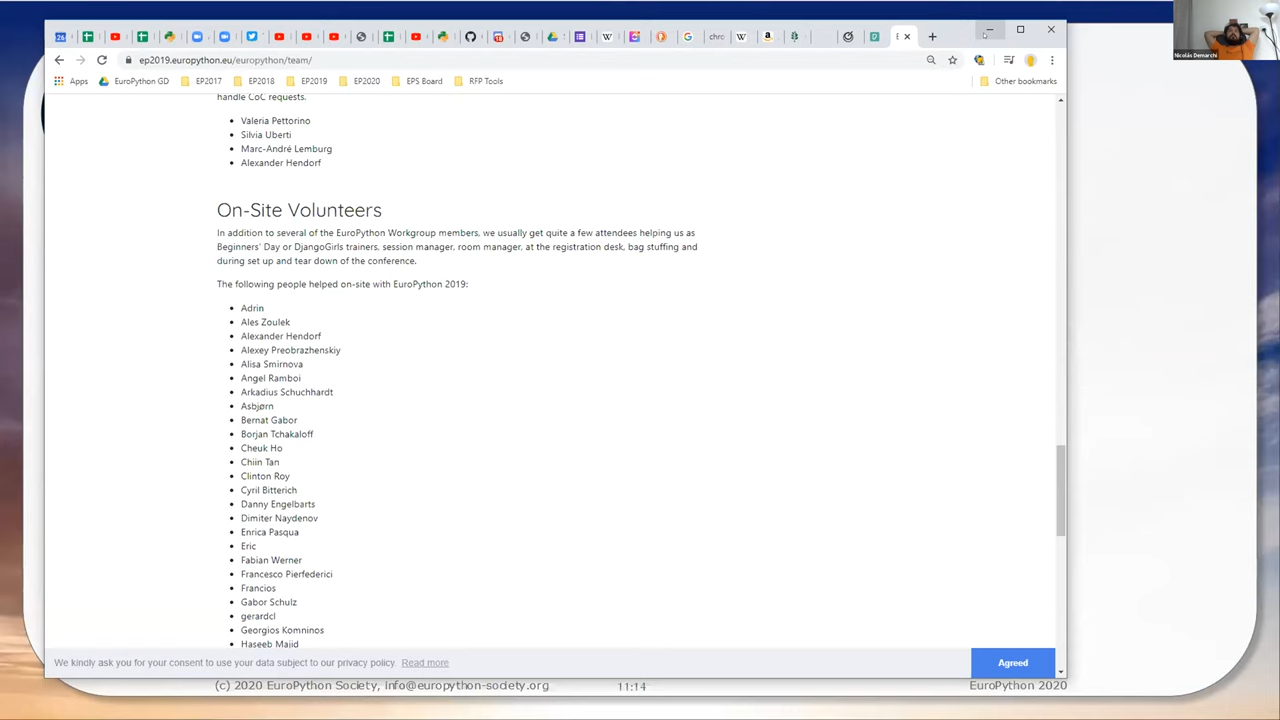 26
18
chro
E
Nicolás Demarchi
ep2019.europython.eu/europython/team/
Apps EuroPython GD EP2017 EP2018 EP2019 EP2020 EPS Board RFP Tools Other bookmarks
handle CoC requests.
• Valeria Pettorino
• Silvia Uberti
• Marc-André Lemburg
• Alexander Hendorf
On-Site Volunteers
In addition to several of the EuroPython Workgroup members, we usually get quite a few attendees helping us as
Beginners' Day or DjangoGirls trainers, session manager, room manager, at the registration desk, bag stuffing and
during set up and tear down of the conference.
The following people helped on-site with EuroPython 2019:
• Adrin
• Ales Zoulek
• Alexander Hendorf
• Alexey Preobrazhenskiy
• Alisa Smirnova
• Angel Ramboi
• Arkadius Schuchhardt
• Asbjørn
• Bernat Gabor
• Borjan Tchakaloff
• Cheuk Ho
• Chiin Tan
• Clinton Roy
• Cyril Bitterich
• Danny Engelbarts
• Dimiter Naydenov
• Enrica Pasqua
• Eric
• Fabian Werner
• Francesco Pierfederici
• Francios
• Gabor Schulz
• gerardcl
• Georgios Komninos
• Haseeb Majid
We kindly ask you for your consent to use your data subject to our privacy policy. Read more
Agreed
(c) 2020 EuroPython Society, info@europython-society.org 11:14 EuroPython 2020